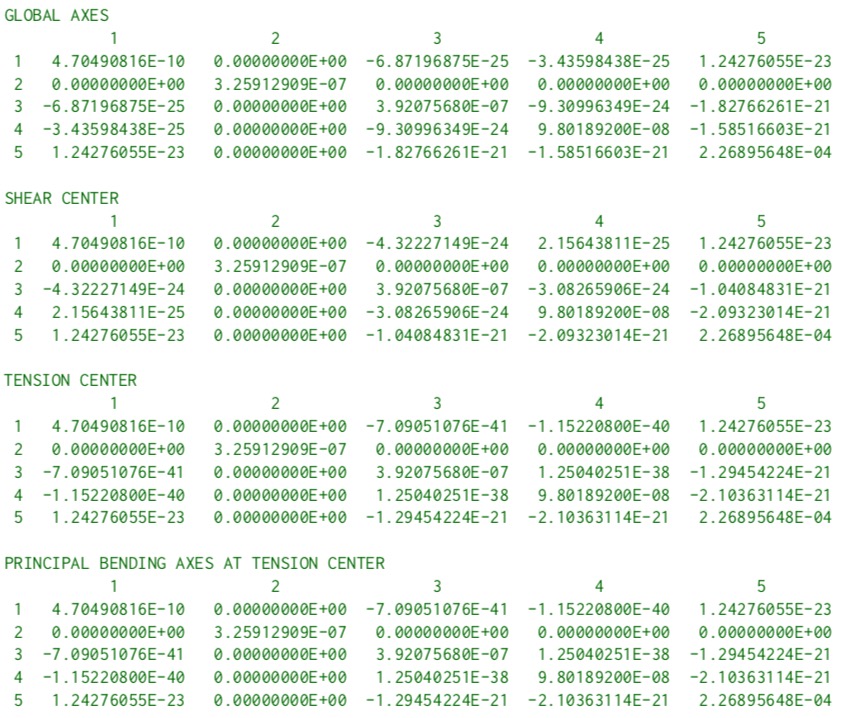 GLOBAL AXES
1 2 3 4 5
1 4.70490816E-10 0.00000000E+00 -6.87196875E-25 -3.43598438E-25 1.24276055E-23
2 0.00000000E+00 3.25912909E-07 0.00000000E+00 0.00000000E+00 0.00000000E+00
3 -6.87196875E-25 0.00000000E+00 3.92075680E-07 -9.30996349E-24 -1.82766261E-21
4 -3.43598438E-25 0.00000000E+00 -9.30996349E-24 9.80189200E-08 -1.58516603E-21
5 1.24276055E-23 0.00000000E+00 -1.82766261E-21 -1.58516603E-21 2.26895648E-04
SHEAR CENTER
1 2 3 4 5
1 4.70490816E-10 0.00000000E+00 -4.32227149E-24 2.15643811E-25 1.24276055E-23
2 0.00000000E+00 3.25912909E-07 0.00000000E+00 0.00000000E+00 0.00000000E+00
3 -4.32227149E-24 0.00000000E+00 3.92075680E-07 -3.08265906E-24 -1.04084831E-21
4 2.15643811E-25 0.00000000E+00 -3.08265906E-24 9.80189200E-08 -2.09323014E-21
5 1.24276055E-23 0.00000000E+00 -1.04084831E-21 -2.09323014E-21 2.26895648E-04
TENSION CENTER
1 2 3 4 5
1 4.70490816E-10 0.00000000E+00 -7.09051076E-41 -1.15220800E-40 1.24276055E-23
2 0.00000000E+00 3.25912909E-07 0.00000000E+00 0.00000000E+00 0.00000000E+00
3 -7.09051076E-41 0.00000000E+00 3.92075680E-07 1.25040251E-38 -1.29454224E-21
4 -1.15220800E-40 0.00000000E+00 1.25040251E-38 9.80189200E-08 -2.10363114E-21
5 1.24276055E-23 0.00000000E+00 -1.29454224E-21 -2.10363114E-21 2.26895648E-04
PRINCIPAL BENDING AXES AT TENSION CENTER
1 2 3 4 5
1 4.70490816E-10 0.00000000E+00 -7.09051076E-41 -1.15220800E-40 1.24276055E-23
2 0.00000000E+00 3.25912909E-07 0.00000000E+00 0.00000000E+00 0.00000000E+00
3 -7.09051076E-41 0.00000000E+00 3.92075680E-07 1.25040251E-38 -1.29454224E-21
4 -1.15220800E-40 0.00000000E+00 1.25040251E-38 9.80189200E-08 -2.10363114E-21
5 1.24276055E-23 0.00000000E+00 -1.29454224E-21 -2.10363114E-21 2.26895648E-04